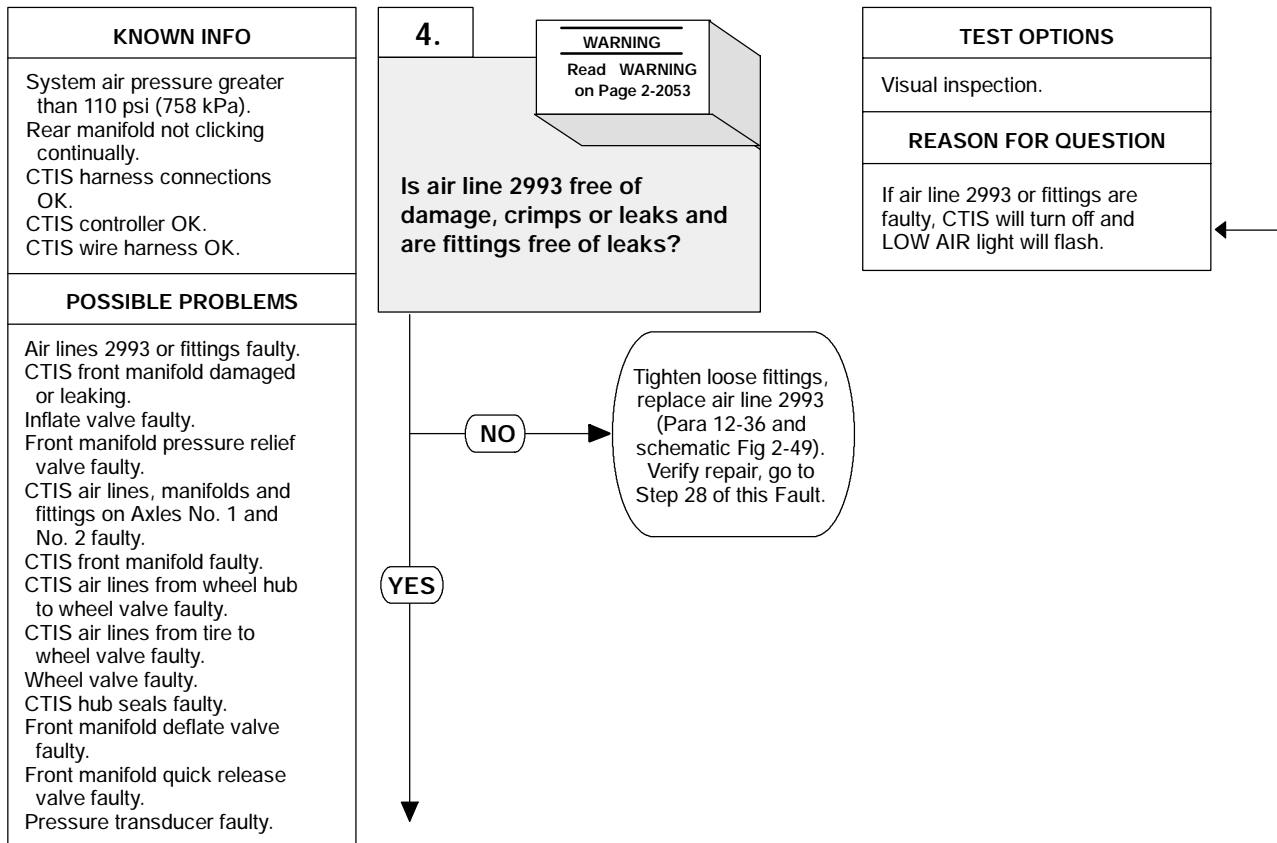 KNOWN INFO
System air pressure greater
than 110 psi (758 kPa).
Rear manifold not clicking
continually.
CTIS harness connections
OK.
CTIS controller OK.
CTIS wire harness OK.
POSSIBLE PROBLEMS
Air lines 2993 or fittings faulty.
CTIS front manifold damaged
or leaking.
Inflate valve faulty.
Front manifold pressure relief
valve faulty.
CTIS air lines, manifolds and
fittings on Axles No. 1 and
No. 2 faulty.
CTIS front manifold faulty.
CTIS air lines from wheel hub
to wheel valve faulty.
CTIS air lines from tire to
wheel valve faulty.
Wheel valve faulty.
CTIS hub seals faulty.
Front manifold deflate valve
faulty.
Front manifold quick release
valve faulty.
Pressure transducer faulty.
4.
WARNING
Read WARNING
on Page 2-2053
Is air line 2993 free of
damage, crimps or leaks and
are fittings free of leaks?
NO
Tighten loose fittings,
replace air line 2993
(Para 12-36 and
schematic Fig 2-49).
Verify repair, go to
Step 28 of this Fault.
YES
TEST OPTIONS
Visual inspection.
REASON FOR QUESTION
If air line 2993 or fittings are
faulty, CTIS will turn off and
LOW AIR light will flash.